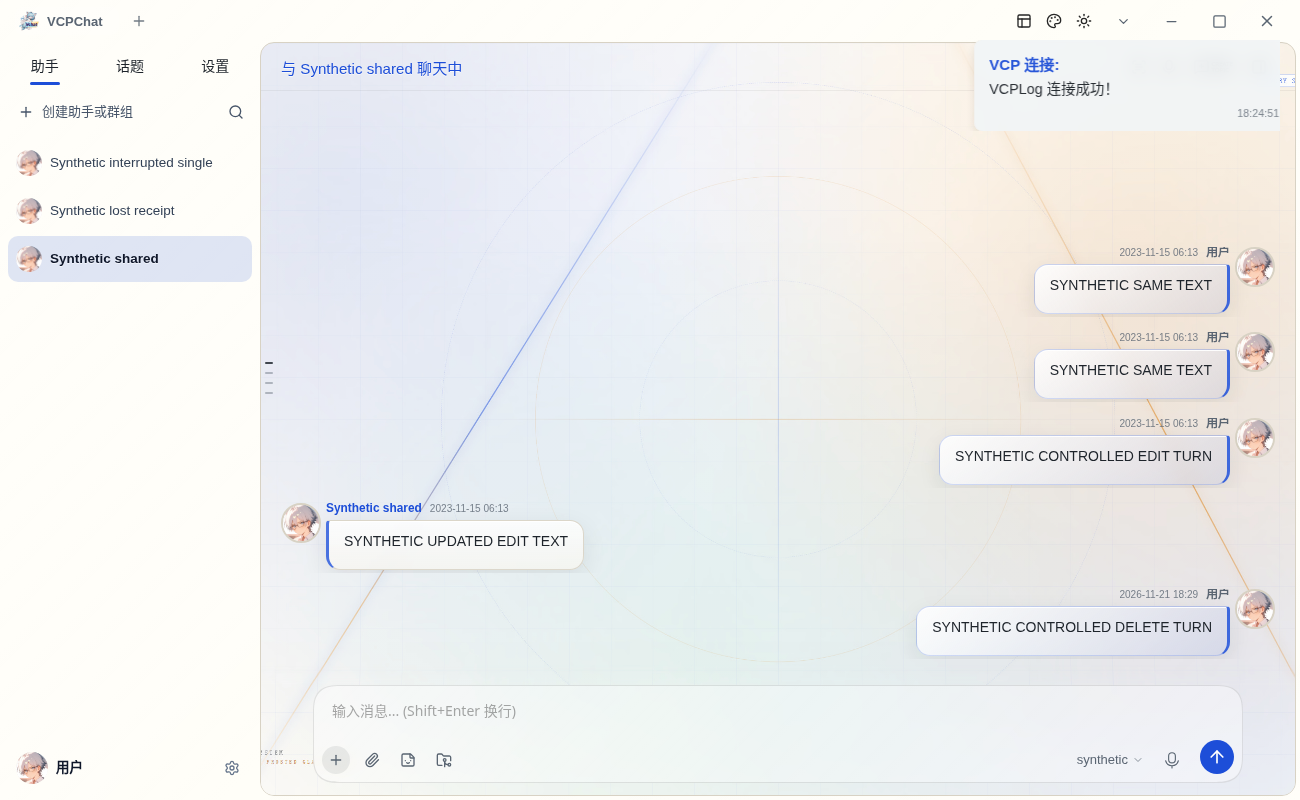 VCPChat
助手
话题
设置
创建助手或群组
Synthetic interrupted single
Synthetic lost receipt
Synthetic shared
用户
与 Synthetic shared 聊天中
VCP 连接:
VCPLog 连接成功!
18:24:51
2023-11-15 06:13 用户
SYNTHETIC SAME TEXT
2023-11-15 06:13 用户
SYNTHETIC SAME TEXT
2023-11-15 06:13 用户
SYNTHETIC CONTROLLED EDIT TURN
Synthetic shared 2023-11-15 06:13
SYNTHETIC UPDATED EDIT TEXT
2026-11-21 18:29 用户
SYNTHETIC CONTROLLED DELETE TURN
输入消息... (Shift+Enter 换行)
synthetic